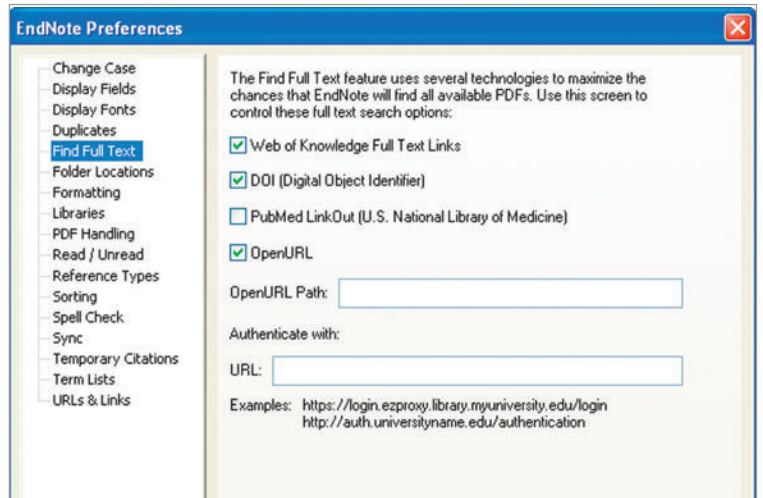 EndNote Preferences
Change Case
Display Fields
Display Fonts
Duplicates
Find Full Text
Folder Locations
Formatting
Libraries
PDF Handling
Read / Unread
Reference Types
Sorting
Spell Check
Sync
Temporary Citations
Term Lists
URLs & Links
The Find Full Text feature uses several technologies to maximize the
chances that EndNote will find all available PDFs. Use this screen to
control these full text search options:
Web of Knowledge Full Text Links
DOI (Digital Object Identifier)
PubMed LinkOut (U.S. National Library of Medicine)
OpenURL
OpenURL Path:
Authenticate with:
URL:
Examples: https://login.ezproxy.library.myuniversity.edu/login
http://auth.universityname.edu/authentication